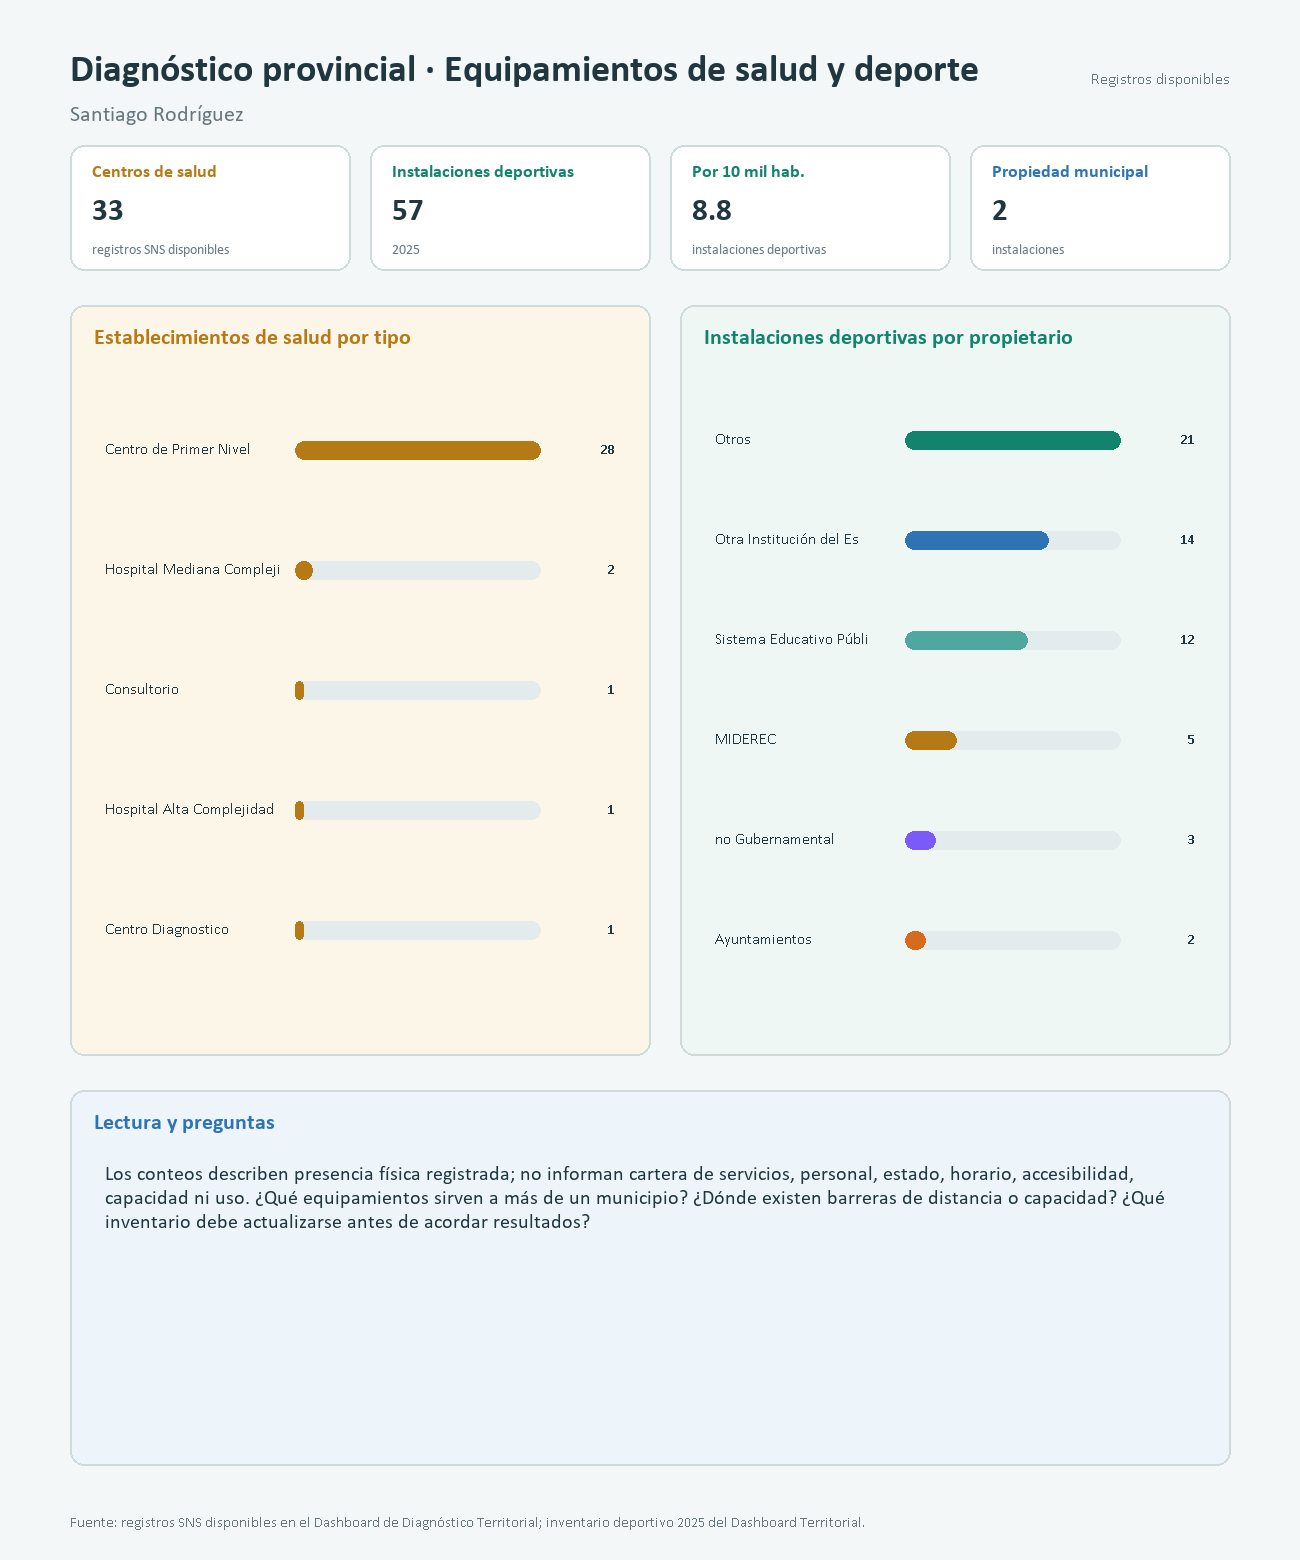 Diagnóstico provincial · Equipamientos de salud y deporte
Registros disponibles
Santiago Rodríguez
Centros de salud
33
registros SNS disponibles
Instalaciones deportivas
57
2025
Por 10 mil hab.
8.8
instalaciones deportivas
Propiedad municipal
2
instalaciones
Establecimientos de salud por tipo
Centro de Primer Nivel 28
Hospital Mediana Compleji 2
Consultorio 1
Hospital Alta Complejidad 1
Centro Diagnostico 1
Instalaciones deportivas por propietario
Otros 21
Otra Institución del Es 14
Sistema Educativo Públi 12
MIDEREC 5
no Gubernamental 3
Ayuntamientos 2
Lectura y preguntas
Los conteos describen presencia física registrada; no informan cartera de servicios, personal, estado, horario, accesibilidad,
capacidad ni uso. ¿Qué equipamientos sirven a más de un municipio? ¿Dónde existen barreras de distancia o capacidad? ¿Qué
inventario debe actualizarse antes de acordar resultados?
Fuente: registros SNS disponibles en el Dashboard de Diagnóstico Territorial; inventario deportivo 2025 del Dashboard Territorial.